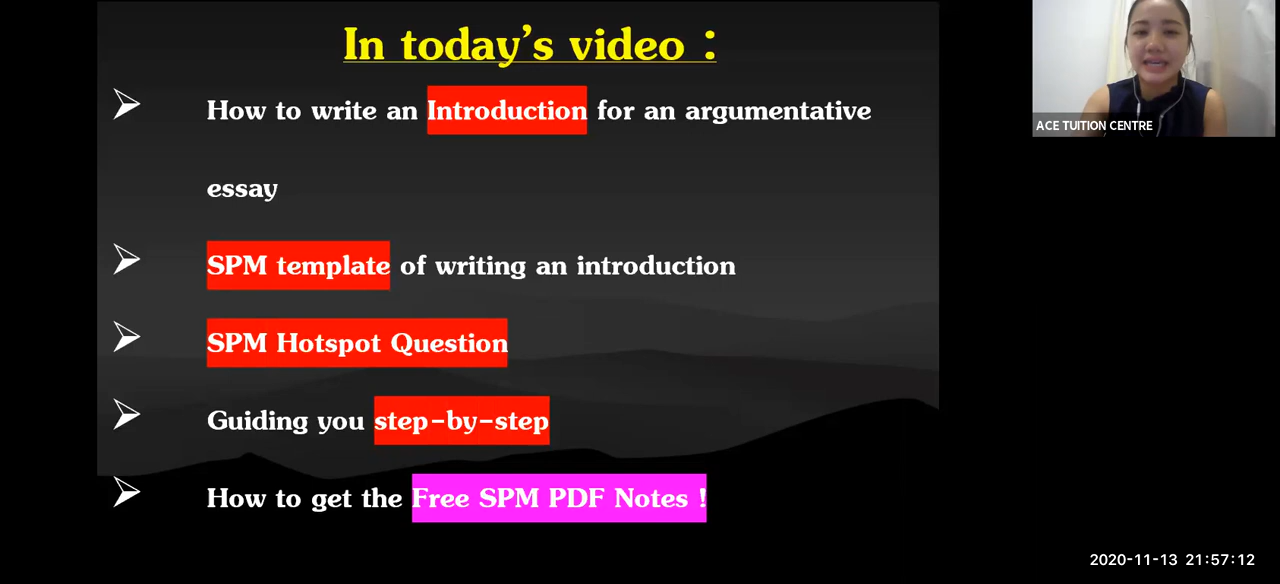 In today's video :
How to write an Introduction for an argumentative
essay
SPM template of writing an introduction
SPM Hotspot Question
Guiding you step-by-step
How to get the Free SPM PDF Notes !
ACE TUITION CENTRE
2020-11-13 21:57:12